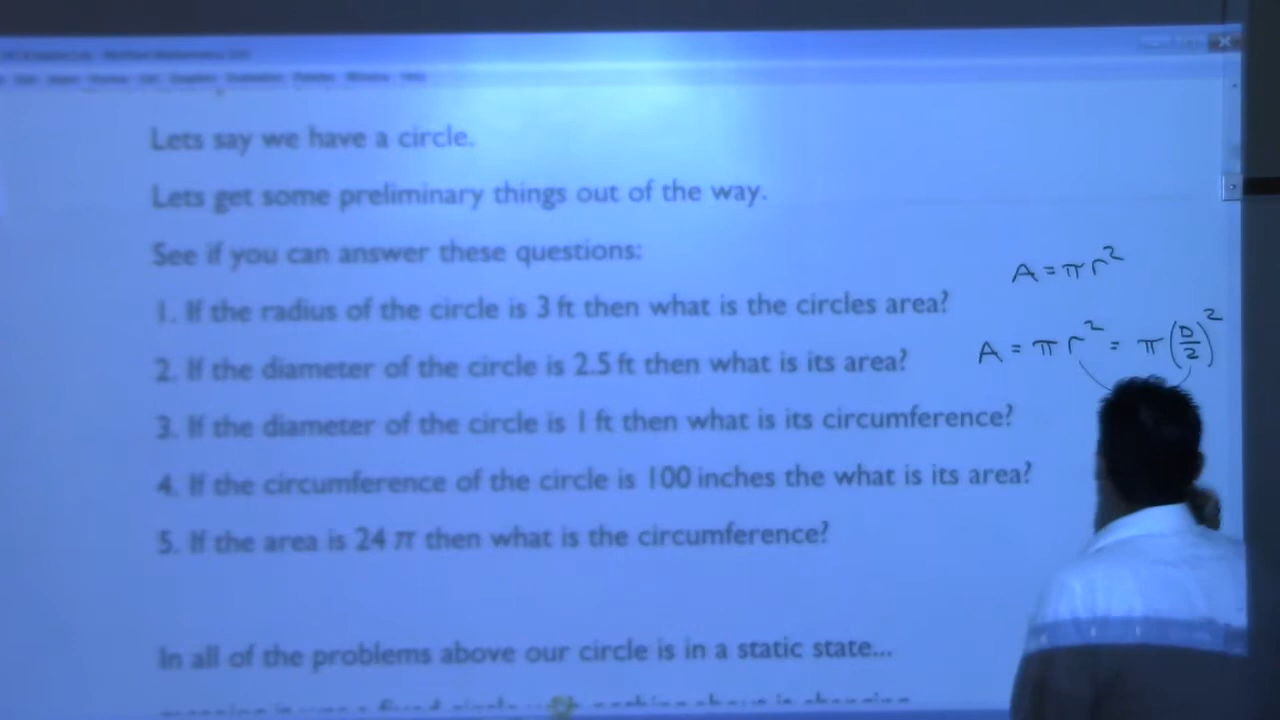 Lets say we have a circle.
Lets get some preliminary things out of the way.
See if you can answer these questions:
A = πr²
1. If the radius of the circle is 3 ft then what is the circles area?
A = πr² = π(D/2)²
2. If the diameter of the circle is 2.5 ft then what is its area?
3. If the diameter of the circle is 1 ft then what is its circumference?
4. If the circumference of the circle is 100 inches the what is its area?
5. If the area is 24 π then what is the circumference?
In all of the problems above our circle is in a static state...